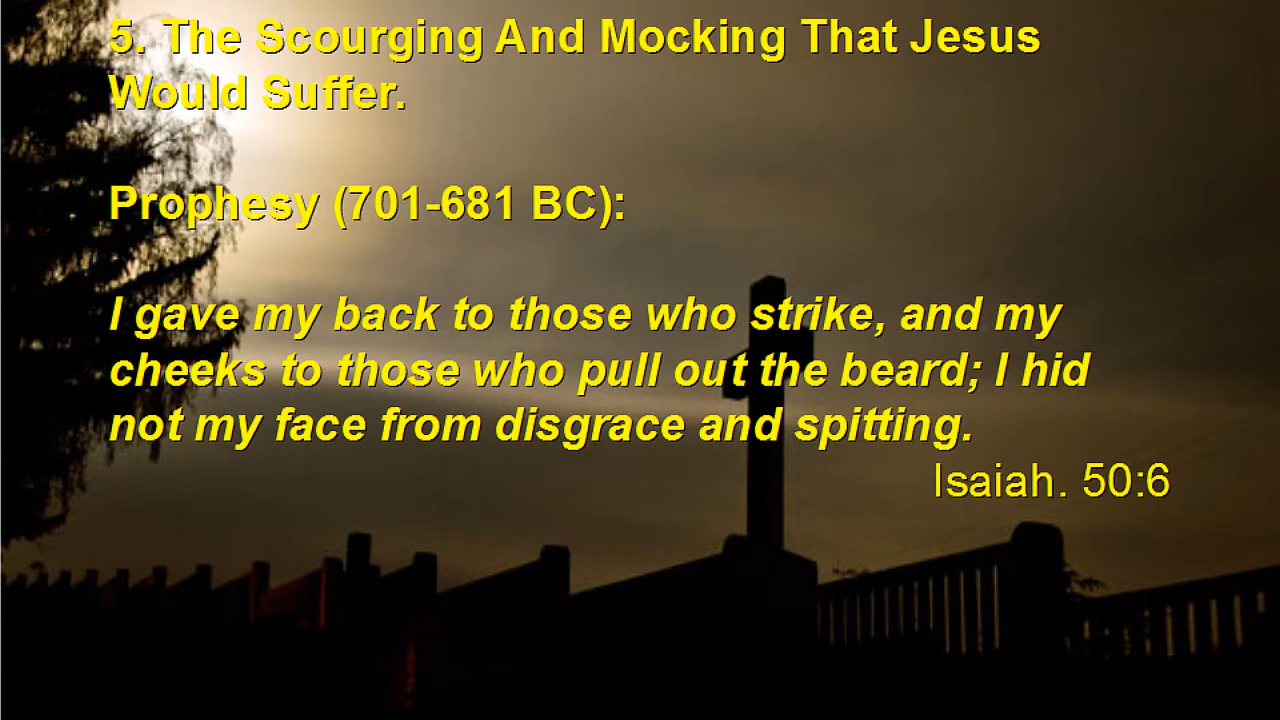 5. The Scourging And Mocking That Jesus
Would Suffer.
Prophesy (701-681 BC):
I gave my back to those who strike, and my
cheeks to those who pull out the beard; I hid
not my face from disgrace and spitting.
Isaiah. 50:6